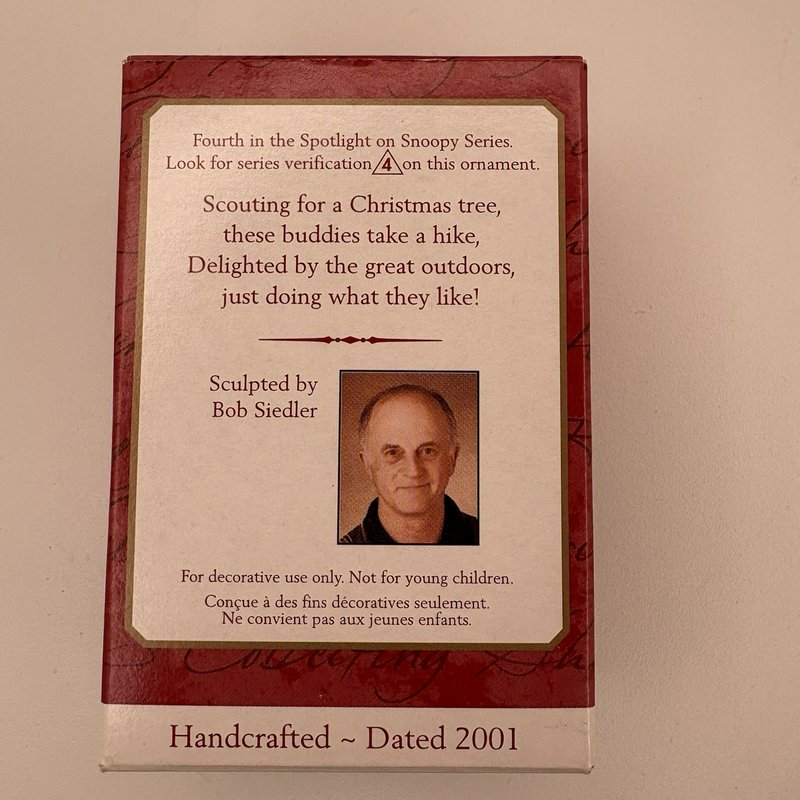 Fourth in the Spotlight on Snoopy Series.
Look for series verification 4 on this ornament.
Scouting for a Christmas tree,
these buddies take a hike,
Delighted by the great outdoors,
just doing what they like!
Sculpted by
Bob Siedler
For decorative use only. Not for young children.
Conçue à des fins décoratives seulement.
Ne convient pas aux jeunes enfants.
Handcrafted ~ Dated 2001